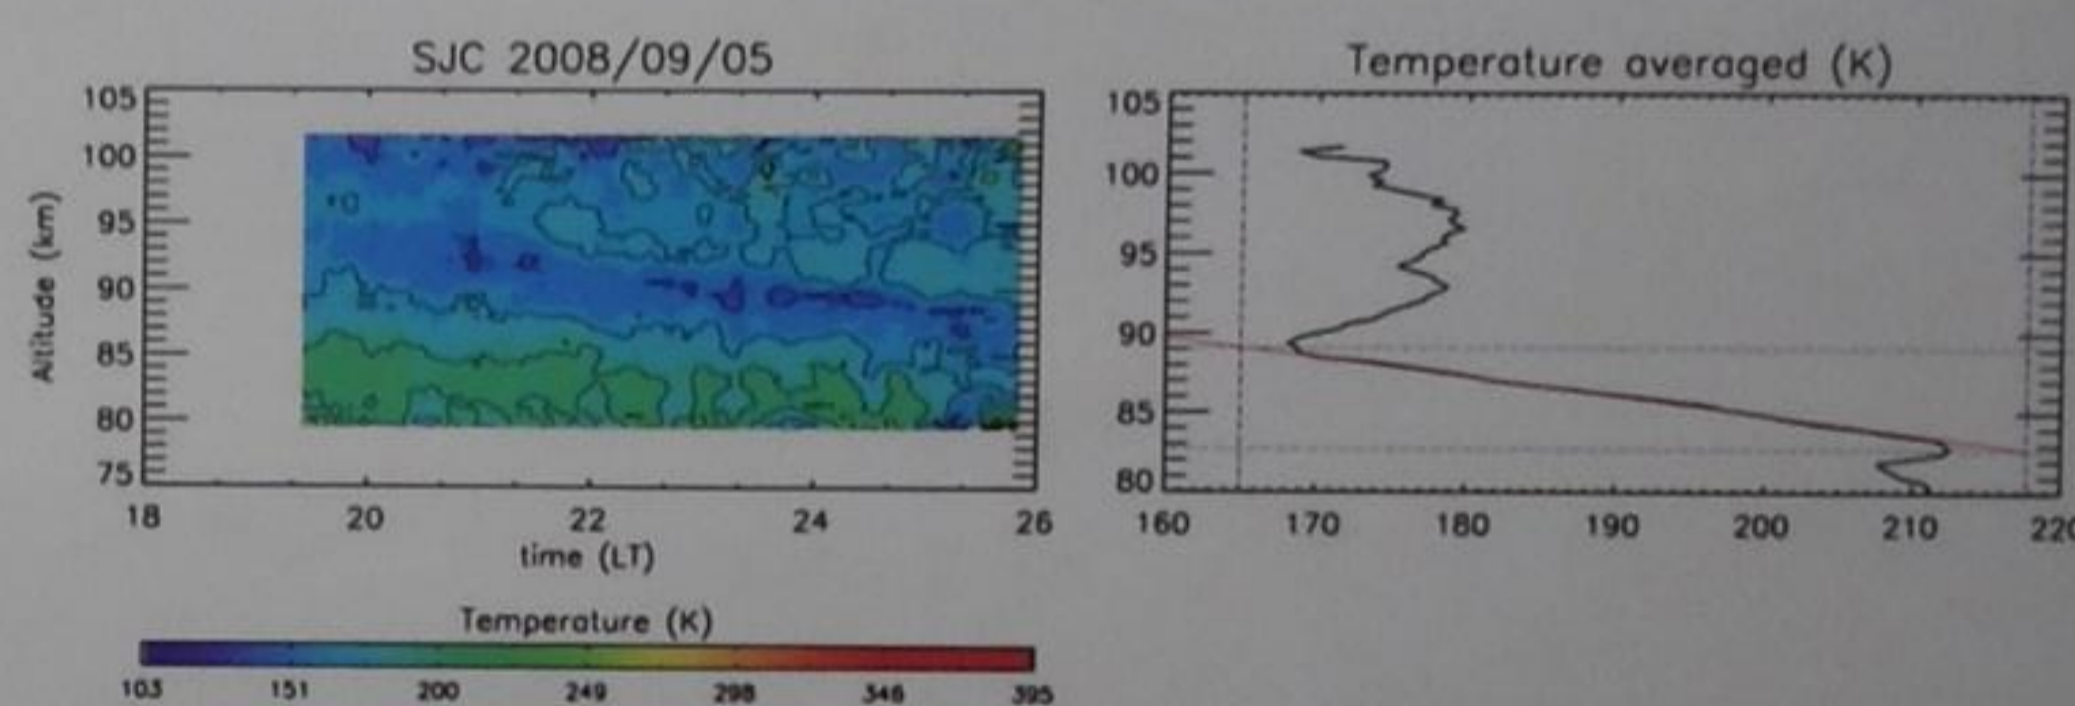 SJC 2008/09/05
105
100
95
90
85
80
75
Altitude (km)
18 20 22 24 26
time (LT)
Temperature (K)
103 151 200 249 298 346 395
Temperature averaged (K)
105
100
95
90
85
80
160 170 180 190 200 210 220